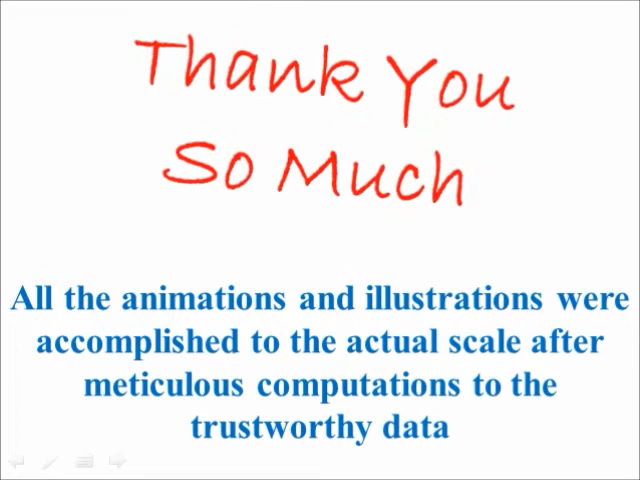 Thank You
So Much
All the animations and illustrations were
accomplished to the actual scale after
meticulous computations to the
trustworthy data